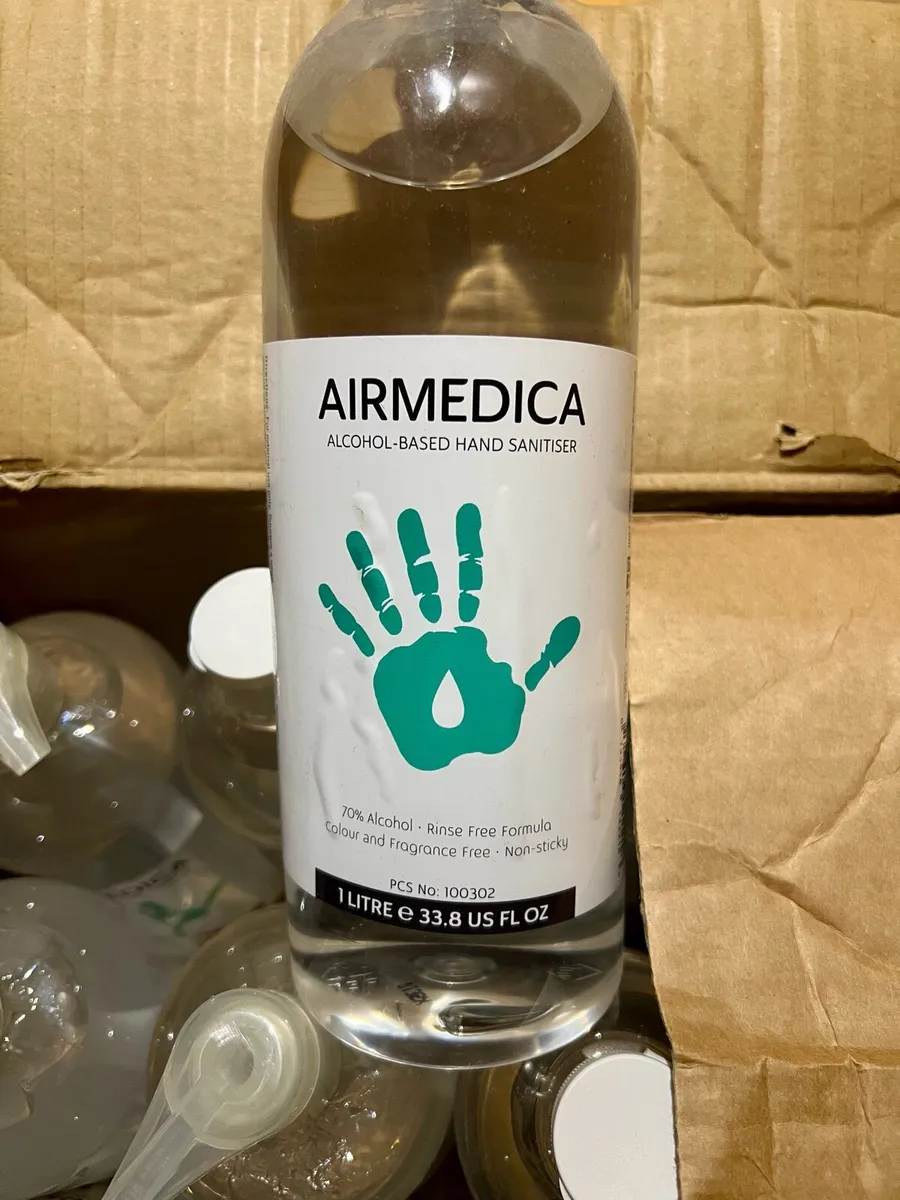 AIRMEDICA
ALCOHOL-BASED HAND SANITISER
70% Alcohol · Rinse Free Formula
Colour and Fragrance Free · Non-sticky
PCS No: 100302
1 LITRE ℮ 33.8 US FL OZ